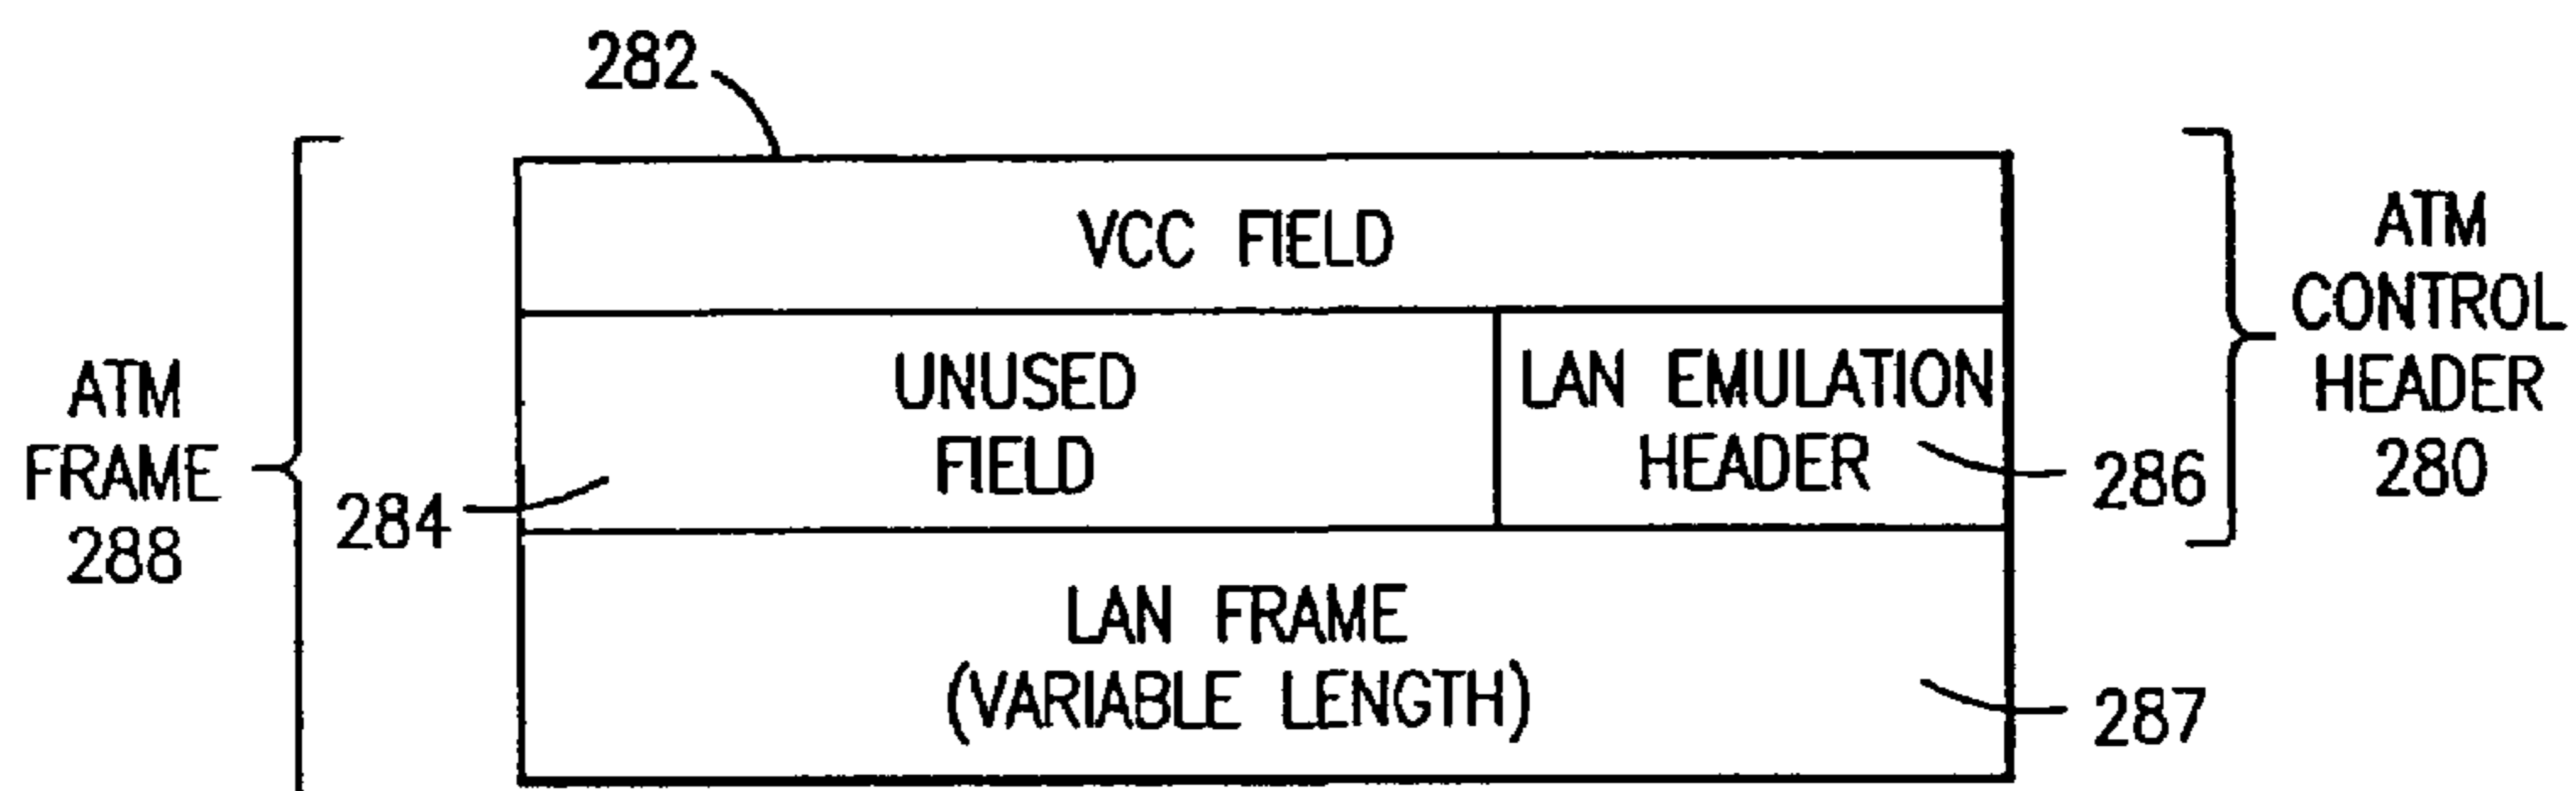 282
VCC FIELD
ATM
CONTROL
HEADER
280
UNUSED
FIELD
LAN EMULATION
HEADER
ATM
FRAME
288
284
286
LAN FRAME
(VARIABLE LENGTH)
287